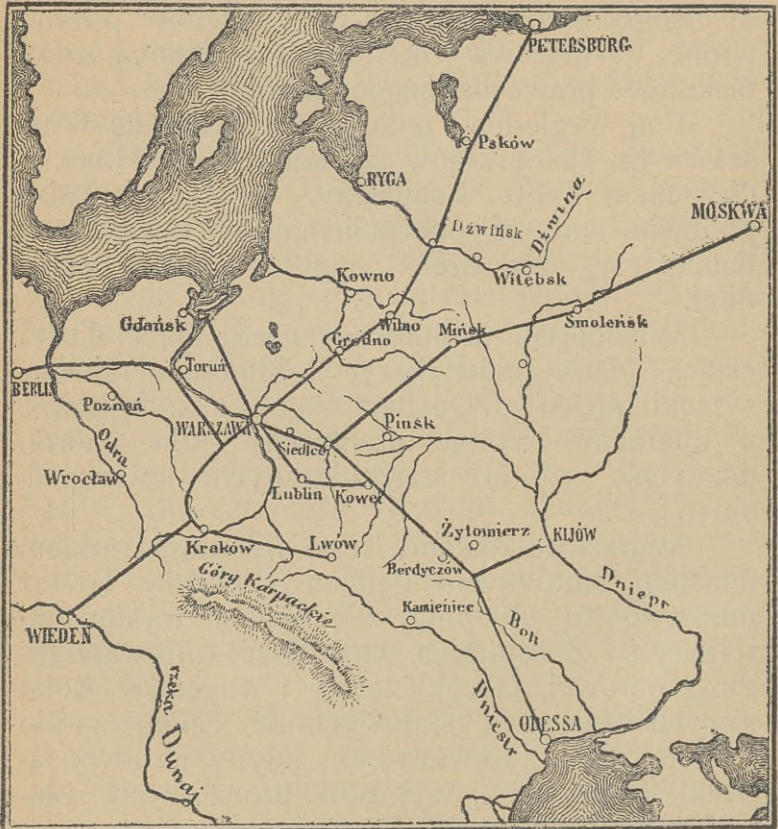 PETERSBURG
Psków
RYGA
MOSKWA
Dźwińsk
Dźwina
Witębsk
Kowno
Gdańsk
Wilno
Mińsk
Smoleńsk
Grodno
Toruń
BERLIN
Poznań
WARSZAWA
Pińsk
Odra
Siedlce
Wrocław
Lublin
Kowel
Żytomierz
KIJÓW
Kraków
Lwów
Berdyczów
Góry Karpackie
Dniepr
Kamieniec
Boh
WIEDEŃ
rzeka Dunaj
Dniestr
ODESSA